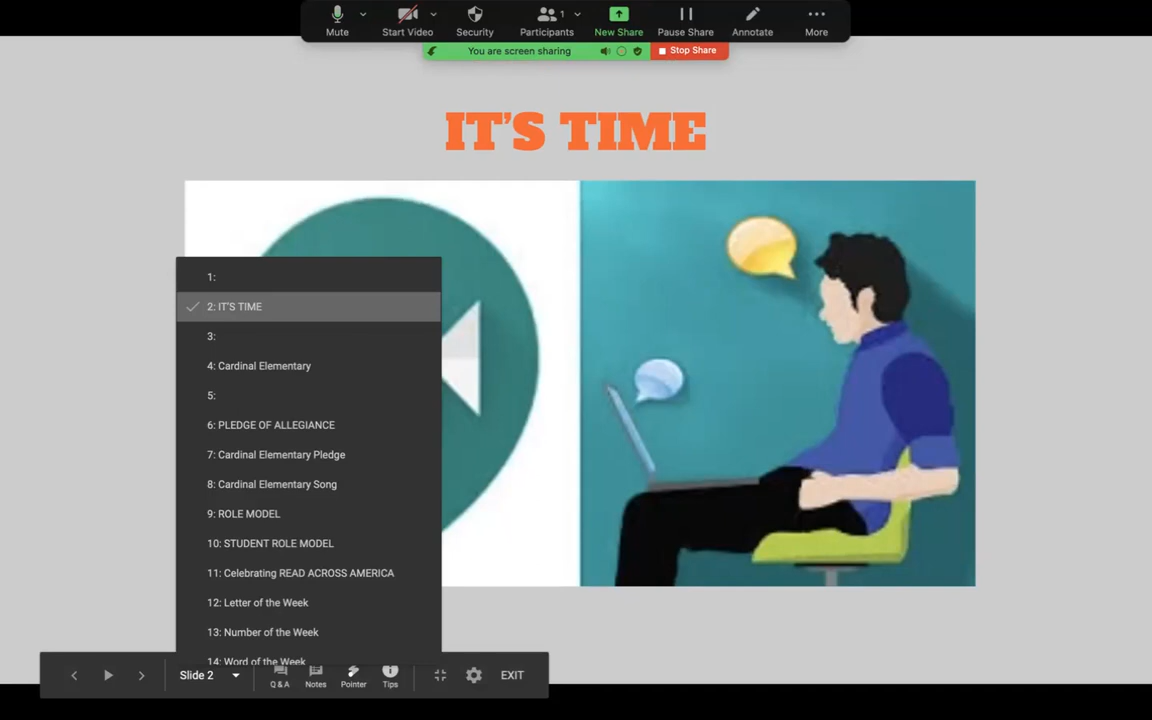 Mute
Start Video
Security
1
Participants
New Share
Pause Share
Annotate
More
You are screen sharing
Stop Share
IT'S TIME
1:
2: IT'S TIME
3:
4: Cardinal Elementary
5:
6: PLEDGE OF ALLEGIANCE
7: Cardinal Elementary Pledge
8: Cardinal Elementary Song
9: ROLE MODEL
10: STUDENT ROLE MODEL
11: Celebrating READ ACROSS AMERICA
12: Letter of the Week
13: Number of the Week
14: Word of the Week
Slide 2
Q & A
Notes
Pointer
Tips
EXIT